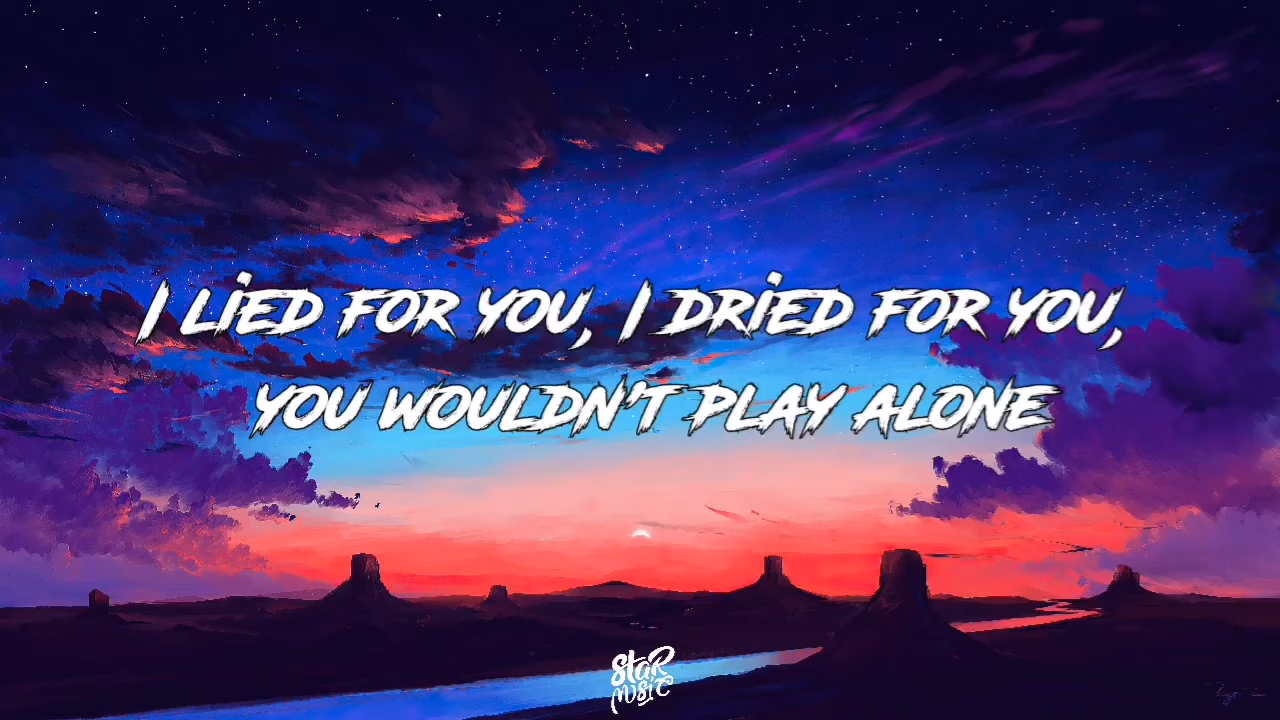 I LIED FOR YOU, I DRIED FOR YOU,
YOU WOULDN'T PLAY ALONE
StaR
MUSIC